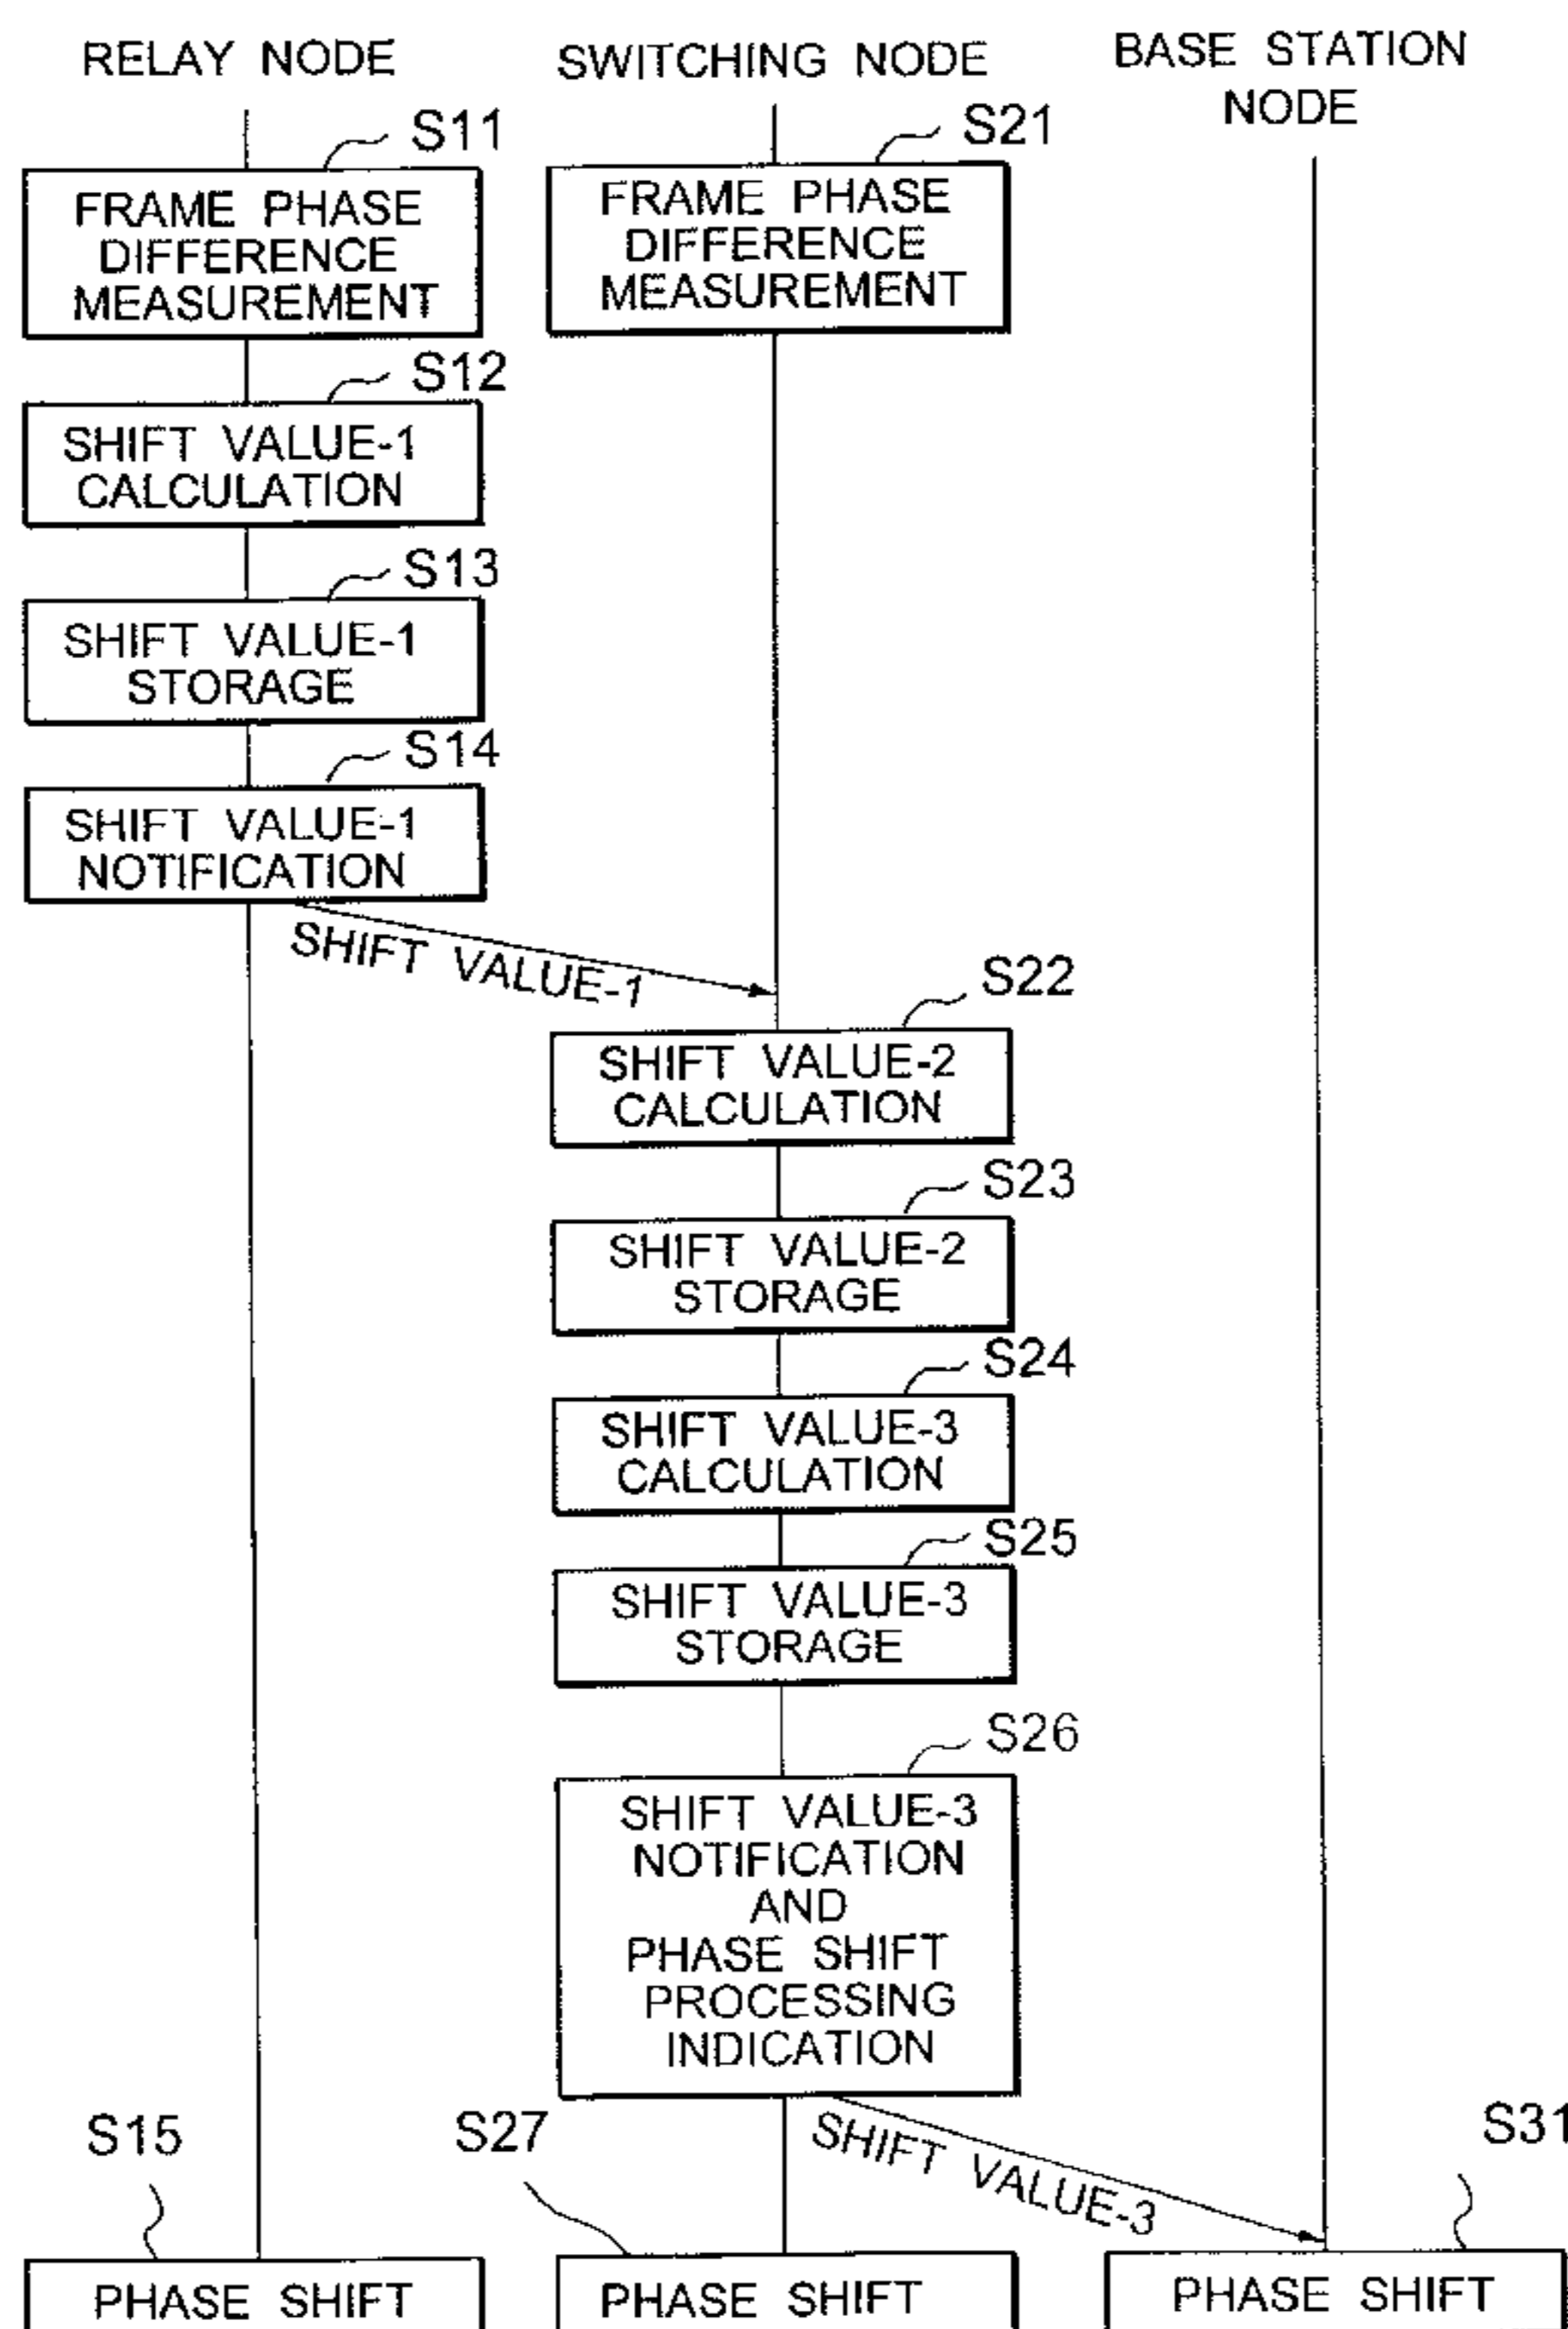 RELAY NODE
SWITCHING NODE
BASE STATION
NODE
S11
FRAME PHASE
DIFFERENCE
MEASUREMENT
S21
FRAME PHASE
DIFFERENCE
MEASUREMENT
S12
SHIFT VALUE-1
CALCULATION
S13
SHIFT VALUE-1
STORAGE
S14
SHIFT VALUE-1
NOTIFICATION
SHIFT VALUE-1
S22
SHIFT VALUE-2
CALCULATION
S23
SHIFT VALUE-2
STORAGE
S24
SHIFT VALUE-3
CALCULATION
S25
SHIFT VALUE-3
STORAGE
S26
SHIFT VALUE-3
NOTIFICATION
AND
PHASE SHIFT
PROCESSING
INDICATION
SHIFT VALUE-3
S15
PHASE SHIFT
S27
PHASE SHIFT
S31
PHASE SHIFT